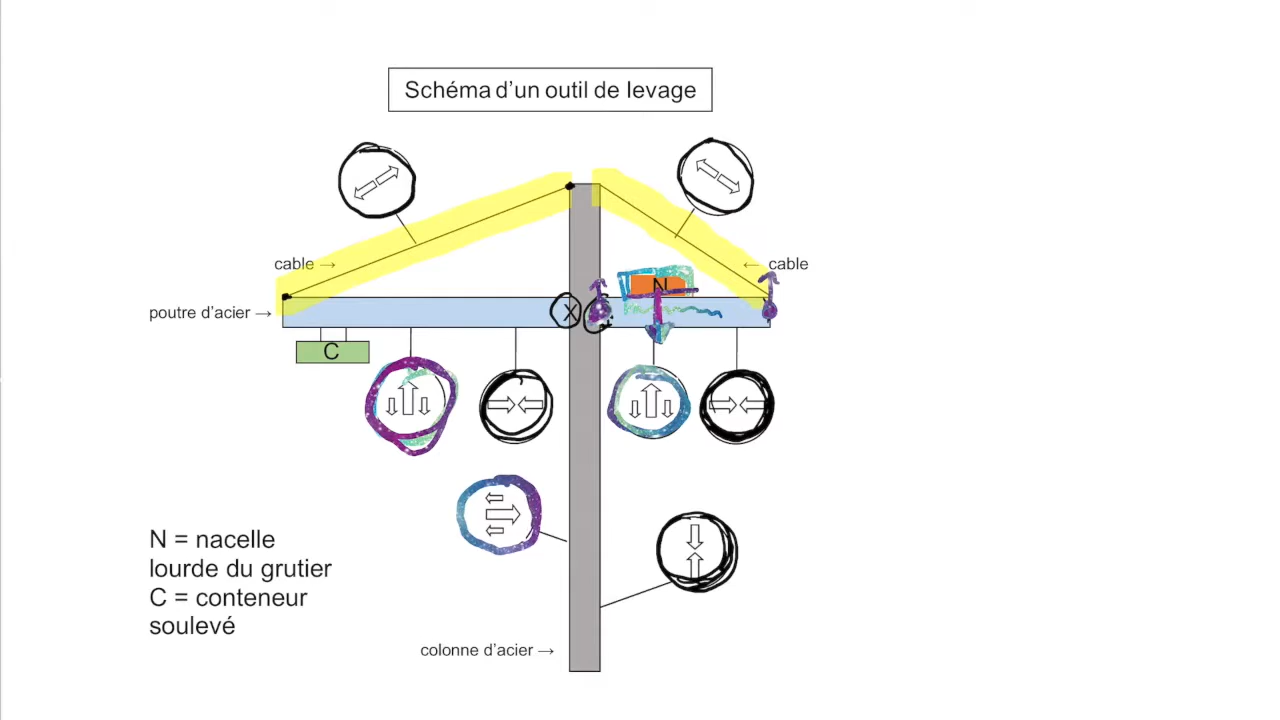 Schéma d’un outil de levage
cable →
← cable
N
poutre d’acier →
X
C
N = nacelle
lourde du grutier
C = conteneur
soulevé
colonne d’acier →